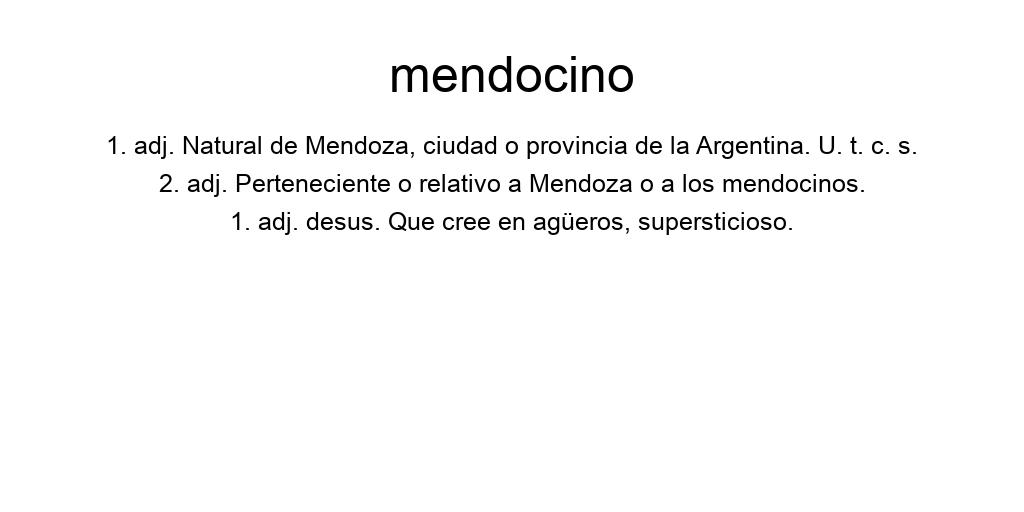 mendocino
1. adj. Natural de Mendoza, ciudad o provincia de la Argentina. U. t. c. s.
2. adj. Perteneciente o relativo a Mendoza o a los mendocinos.
1. adj. desus. Que cree en agüeros, supersticioso.